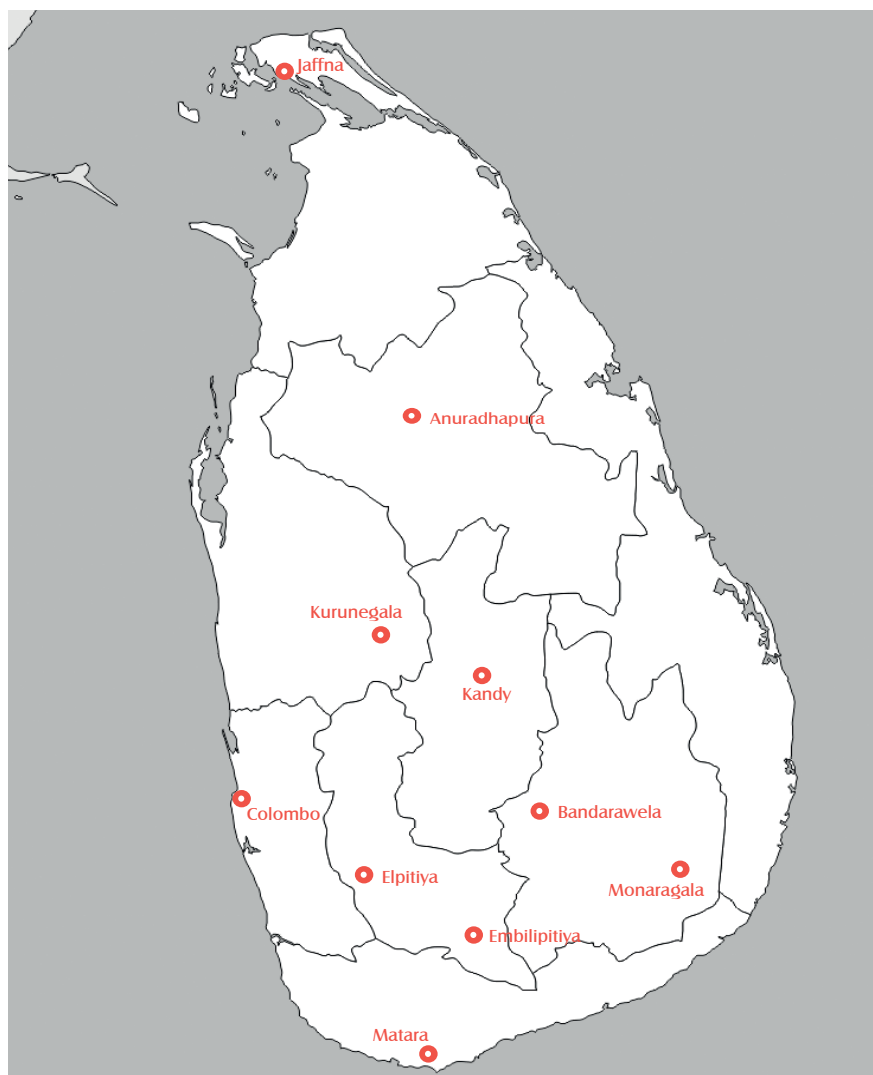 Jaffna
Anuradhapura
Kurunegala
Kandy
Colombo
Bandarawela
Elpitiya
Monaragala
Embilipitiya
Matara